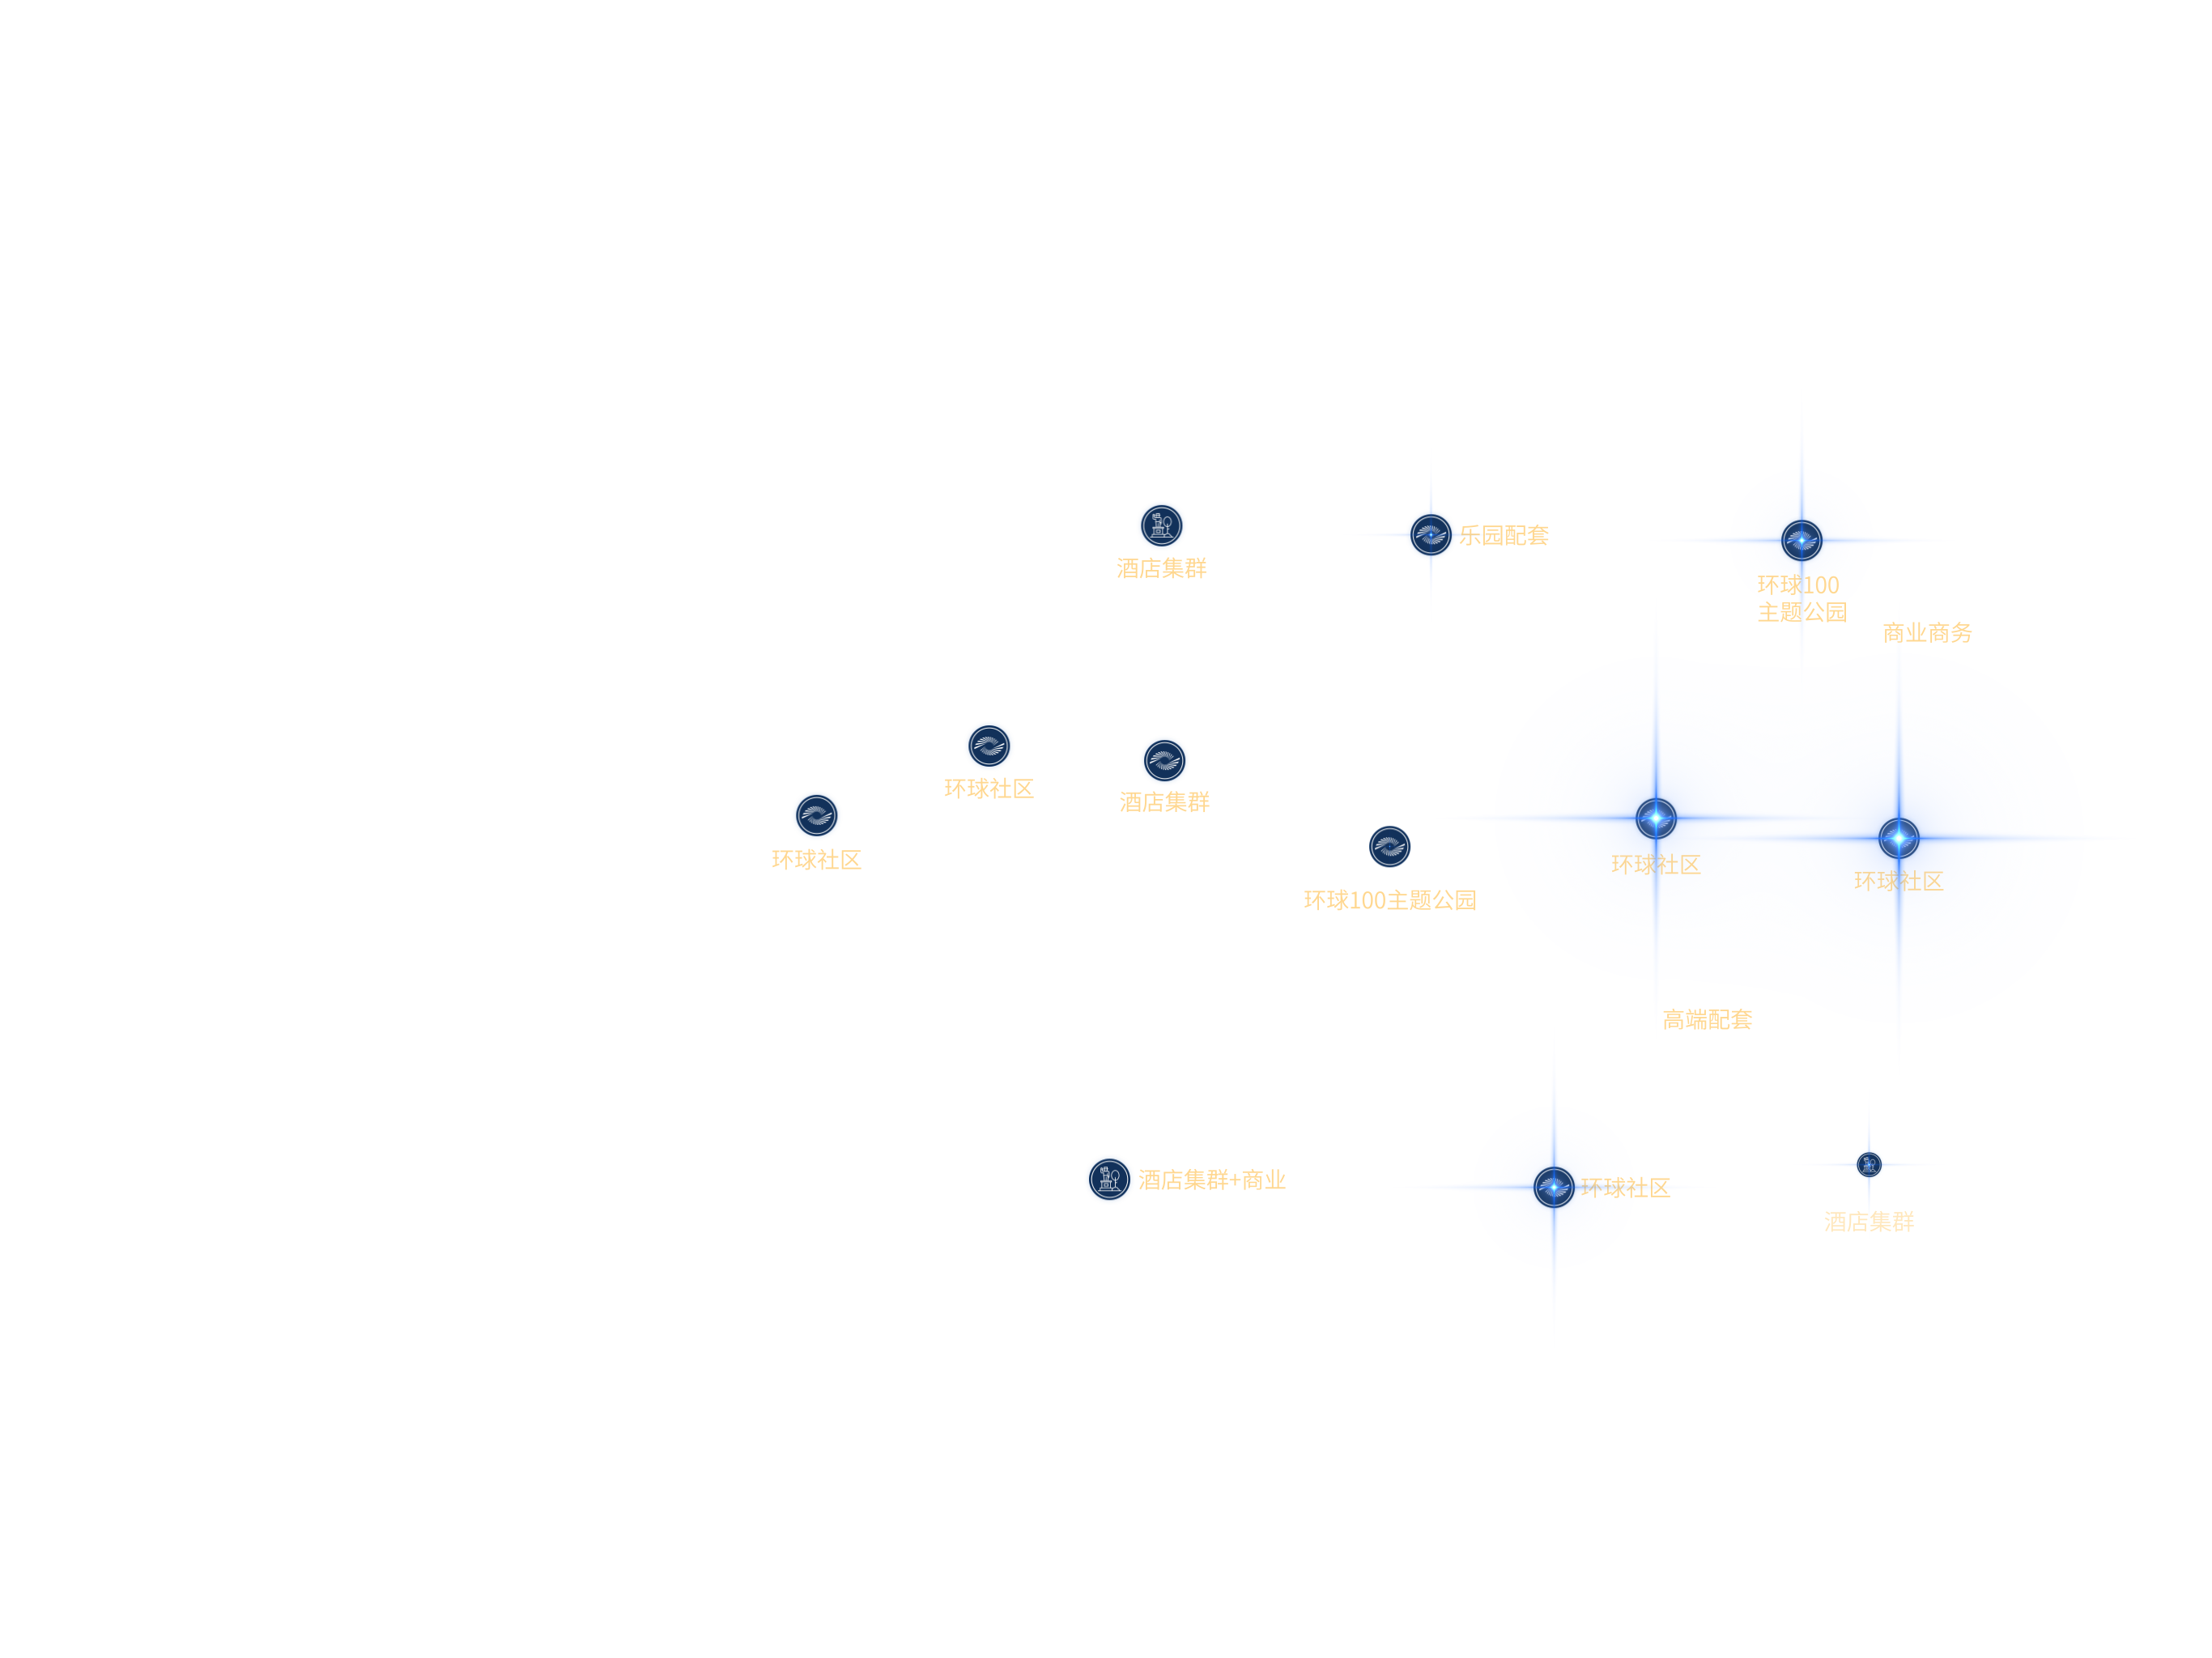 乐园配套
酒店集群
环球100
主题公园
商业商务
环球社区
酒店集群
环球社区
环球社区
环球社区
环球100主题公园
高端配套
酒店集群+商业
环球社区
酒店集群